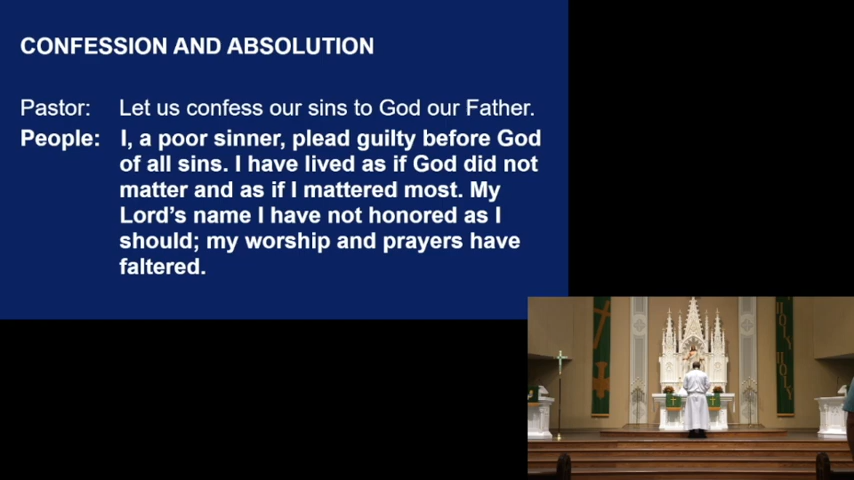 CONFESSION AND ABSOLUTION
Pastor: Let us confess our sins to God our Father.
People: I, a poor sinner, plead guilty before God
of all sins. I have lived as if God did not
matter and as if I mattered most. My
Lord’s name I have not honored as I
should; my worship and prayers have
faltered.
HOLY
HOLY